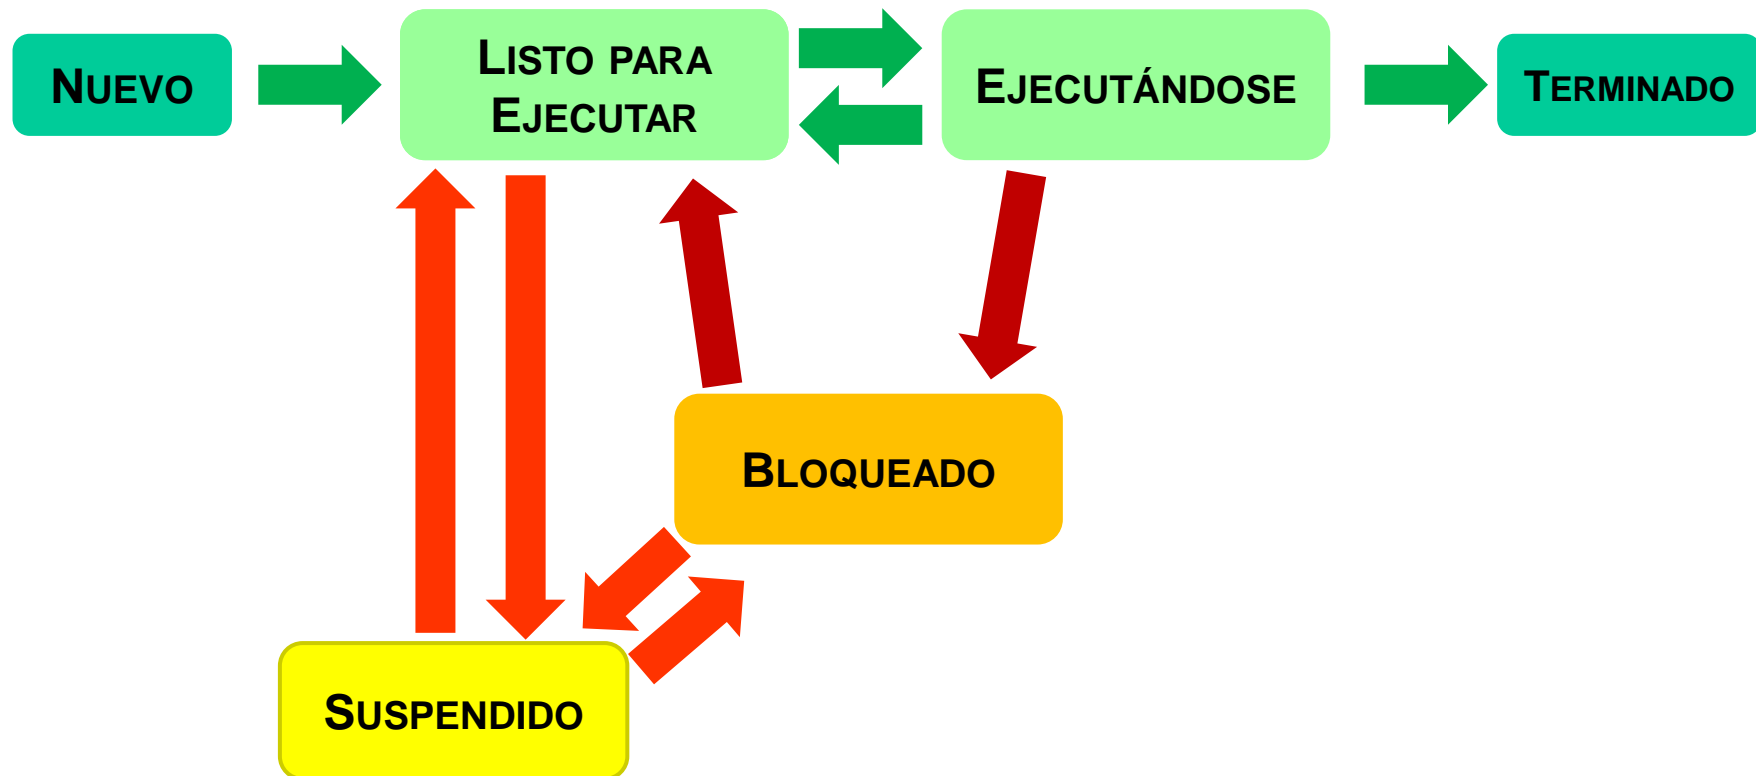 NUEVO
LISTO PARA
EJECUTAR
EJECUTÁNDOSE
TERMINADO
BLOQUEADO
SUSPENDIDO